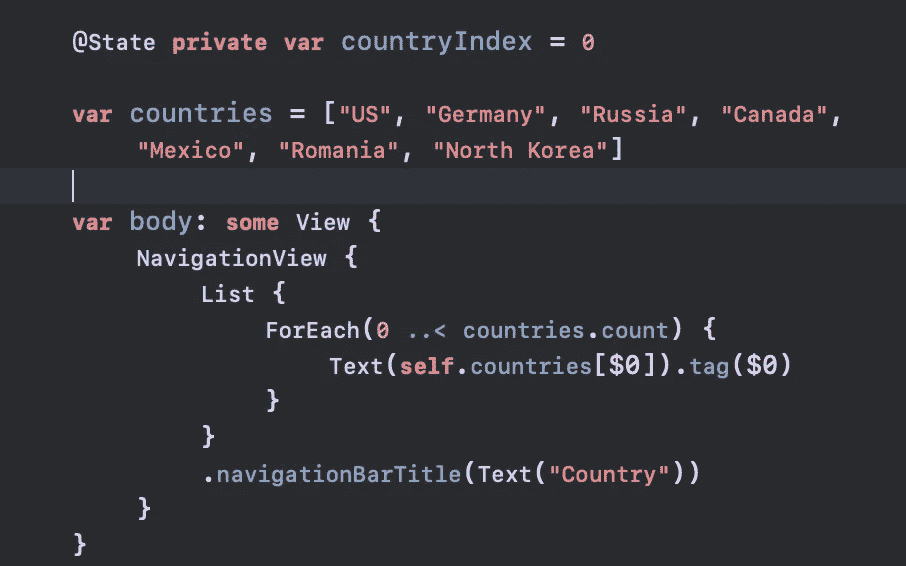 @State private var countryIndex = 0
var countries = ["US", "Germany", "Russia", "Canada",
"Mexico", "Romania", "North Korea"]
var body: some View {
NavigationView {
List {
ForEach(0 ..< countries.count) {
Text(self.countries[$0]).tag($0)
}
}
.navigationBarTitle(Text("Country"))
}
}